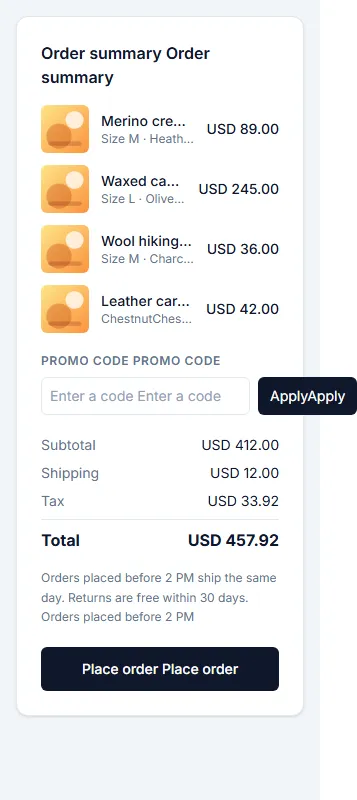 Order summary Order
summary
Merino cre...
USD 89.00
Size M · Heath...
Waxed ca...
USD 245.00
Size L · Olive...
Wool hiking...
USD 36.00
Size M · Charc...
Leather car...
USD 42.00
ChestnutChes...
PROMO CODE PROMO CODE
Enter a code Enter a code
ApplyApply
Subtotal USD 412.00
Shipping USD 12.00
Tax USD 33.92
Total USD 457.92
Orders placed before 2 PM ship the same
day. Returns are free within 30 days.
Orders placed before 2 PM
Place order Place order